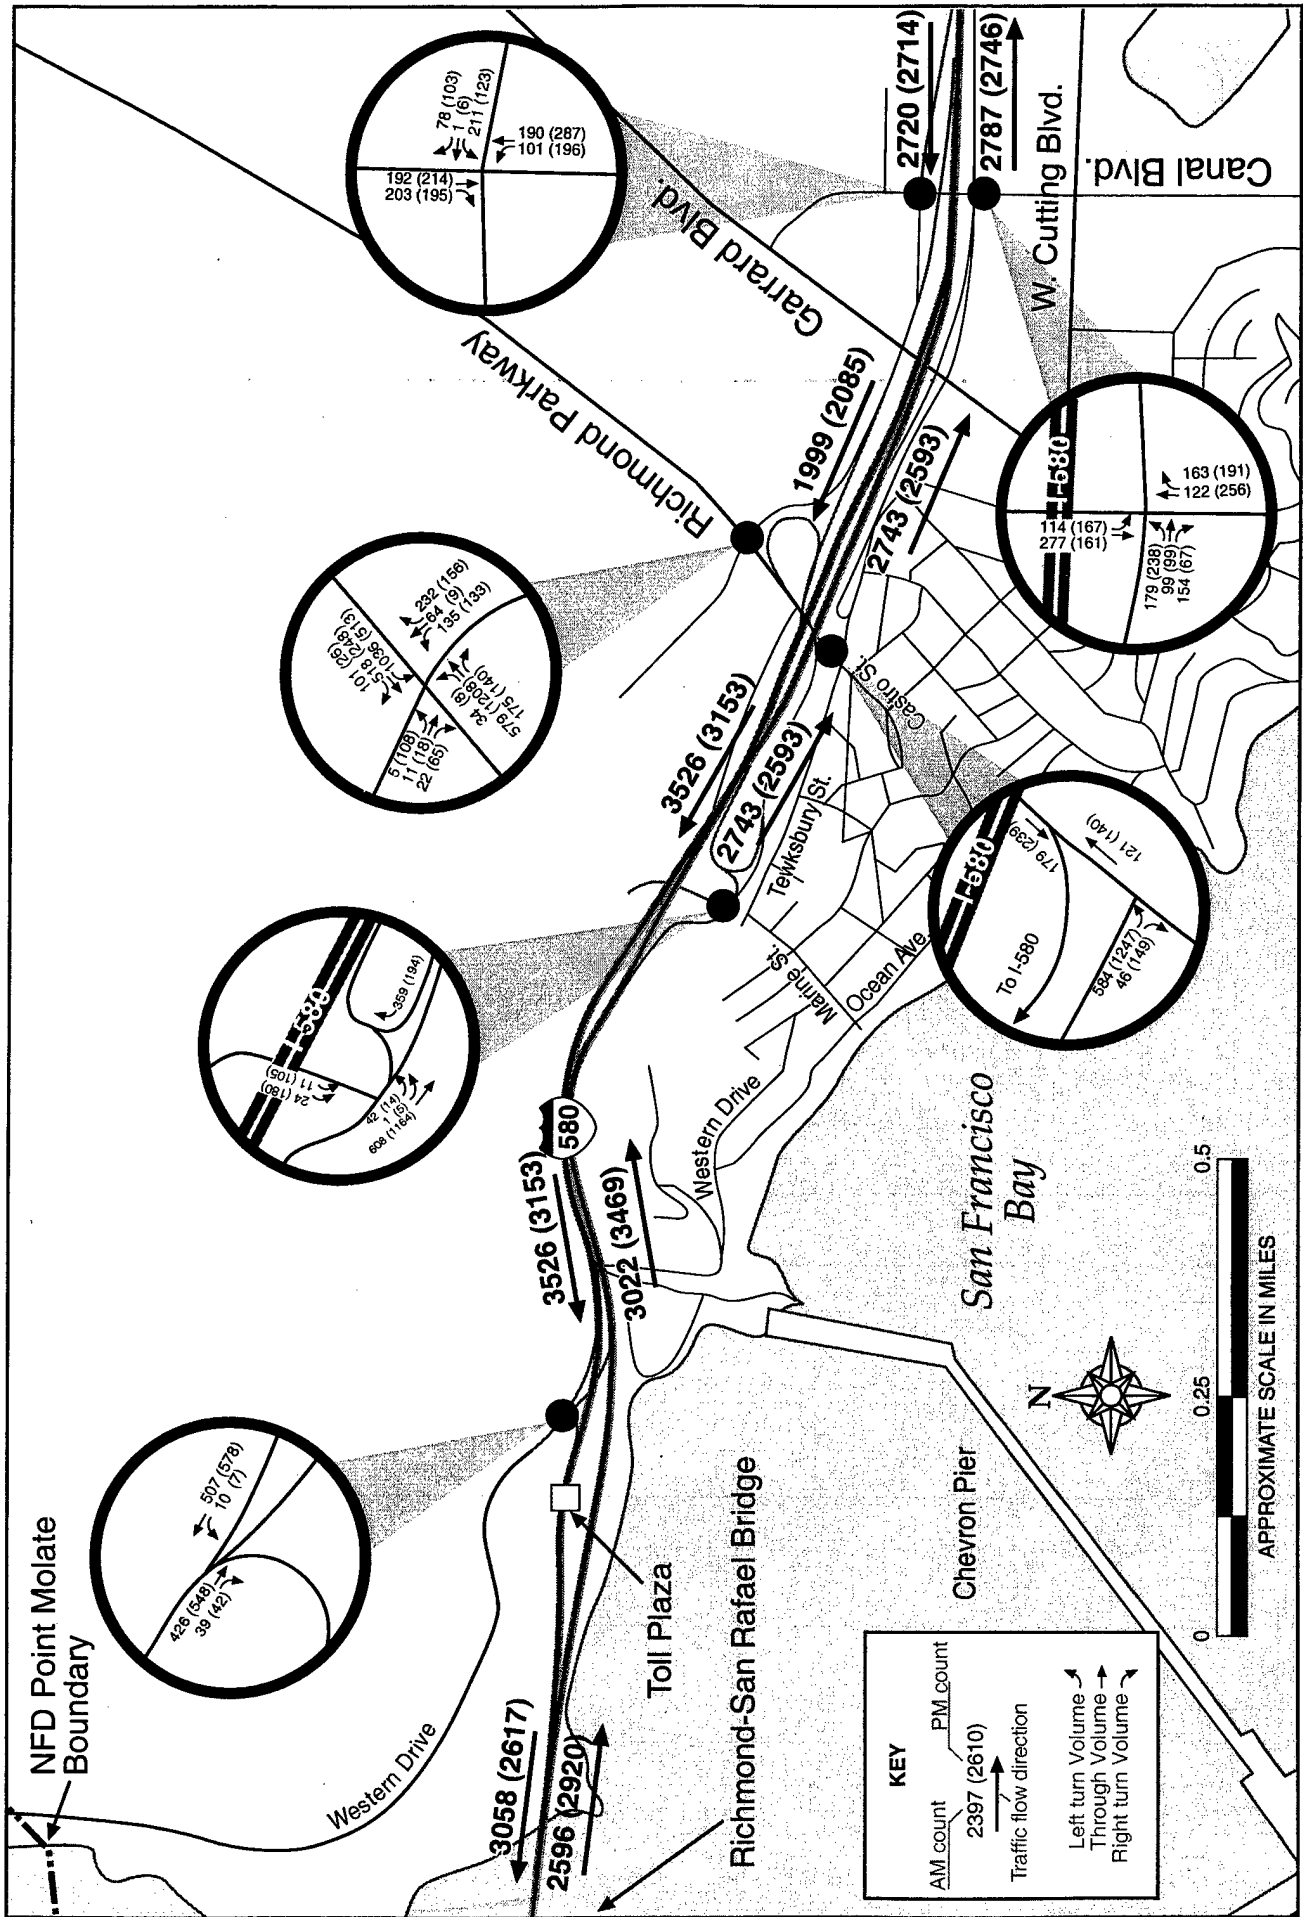 NFD Point Molate
Boundary
Western Drive
507 (578)
10 (7)
426 (548)
39 (42)
3058 (2617)
2596 (2920)
Toll Plaza
Richmond-San Rafael Bridge
I-580
24 (180)
11 (105)
359 (194)
42 (14)
1 (5)
608 (1164)
3526 (3153)
3022 (3469)
580
Western Drive
101 (26)
518 (248)
1036 (513)
232 (156)
64 (9)
135 (133)
5 (108)
11 (18)
22 (65)
34 (8)
579 (1208)
175 (140)
3526 (3153)
2743 (2593)
Tewksbury St.
Marine St.
Ocean Ave.
Castro St.
Richmond Parkway
Garrard Blvd.
1999 (2085)
2743 (2593)
78 (103)
1 (6)
211 (123)
192 (214)
203 (195)
190 (287)
101 (196)
2720 (2714)
2787 (2746)
W. Cutting Blvd.
Canal Blvd.
I-580
114 (167)
277 (161)
163 (191)
122 (256)
179 (238)
99 (99)
154 (67)
I-580
To I-580
179 (239)
121 (140)
584 (1247)
46 (149)
San Francisco
Bay
Chevron Pier
N
0
0.25
0.5
APPROXIMATE SCALE IN MILES
KEY
AM count
PM count
2397 (2610)
Traffic flow direction
Left turn Volume
Through Volume
Right turn Volume